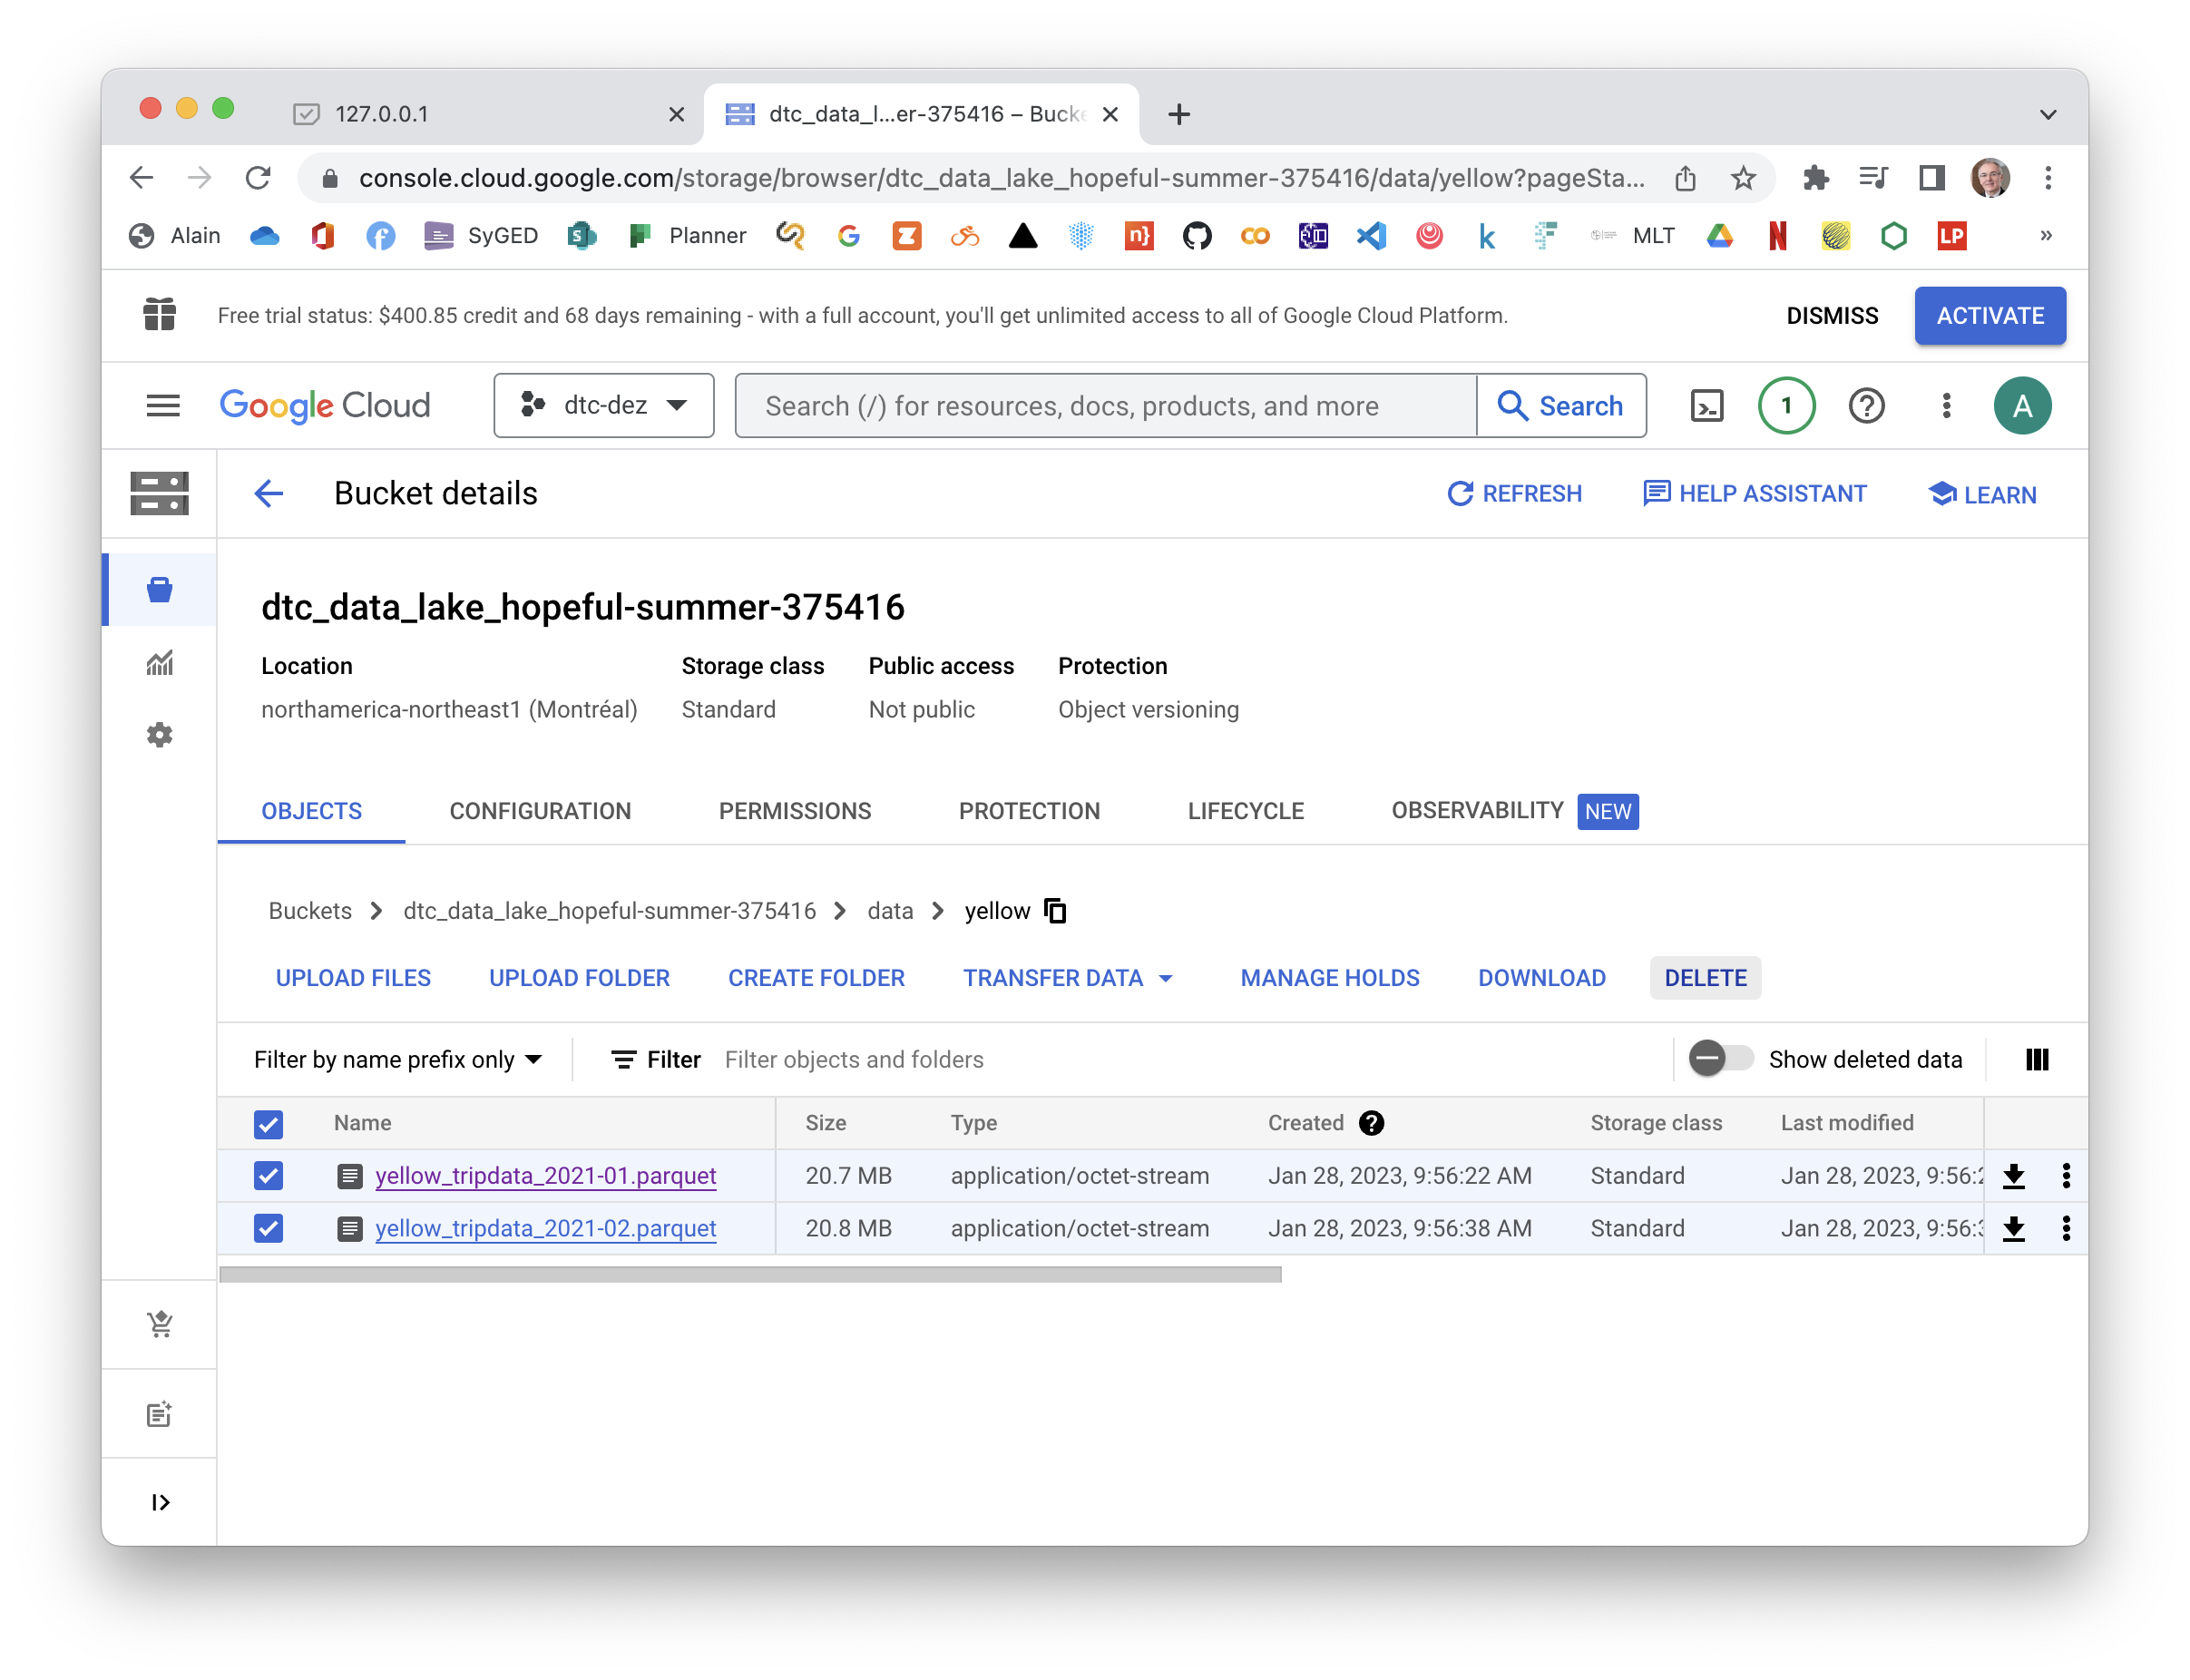 127.0.0.1
dtc_data_l...er-375416 – Bucke
console.cloud.google.com/storage/browser/dtc_data_lake_hopeful-summer-375416/data/yellow?pageSta...
Alain SyGED Planner MLT »
Free trial status: $400.85 credit and 68 days remaining - with a full account, you'll get unlimited access to all of Google Cloud Platform. DISMISS ACTIVATE
Google Cloud dtc-dez Search (/) for resources, docs, products, and more Search 1 A
Bucket details REFRESH HELP ASSISTANT LEARN
dtc_data_lake_hopeful-summer-375416
Location Storage class Public access Protection
northamerica-northeast1 (Montréal) Standard Not public Object versioning
OBJECTS CONFIGURATION PERMISSIONS PROTECTION LIFECYCLE OBSERVABILITY NEW
Buckets > dtc_data_lake_hopeful-summer-375416 > data > yellow
UPLOAD FILES UPLOAD FOLDER CREATE FOLDER TRANSFER DATA MANAGE HOLDS DOWNLOAD DELETE
Filter by name prefix only Filter Filter objects and folders Show deleted data
Name Size Type Created Storage class Last modified
yellow_tripdata_2021-01.parquet 20.7 MB application/octet-stream Jan 28, 2023, 9:56:22 AM Standard Jan 28, 2023, 9:56:2
yellow_tripdata_2021-02.parquet 20.8 MB application/octet-stream Jan 28, 2023, 9:56:38 AM Standard Jan 28, 2023, 9:56:3